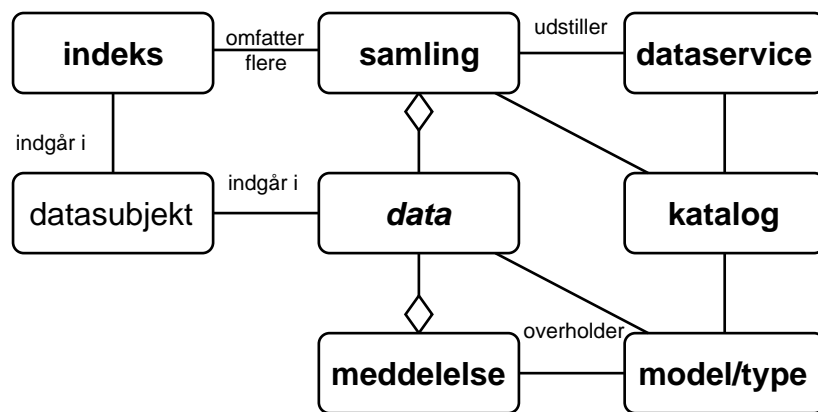 indeks
omfatter
flere
samling
udstiller
dataservice
indgår i
datasubjekt
indgår i
data
katalog
meddelelse
overholder
model/type